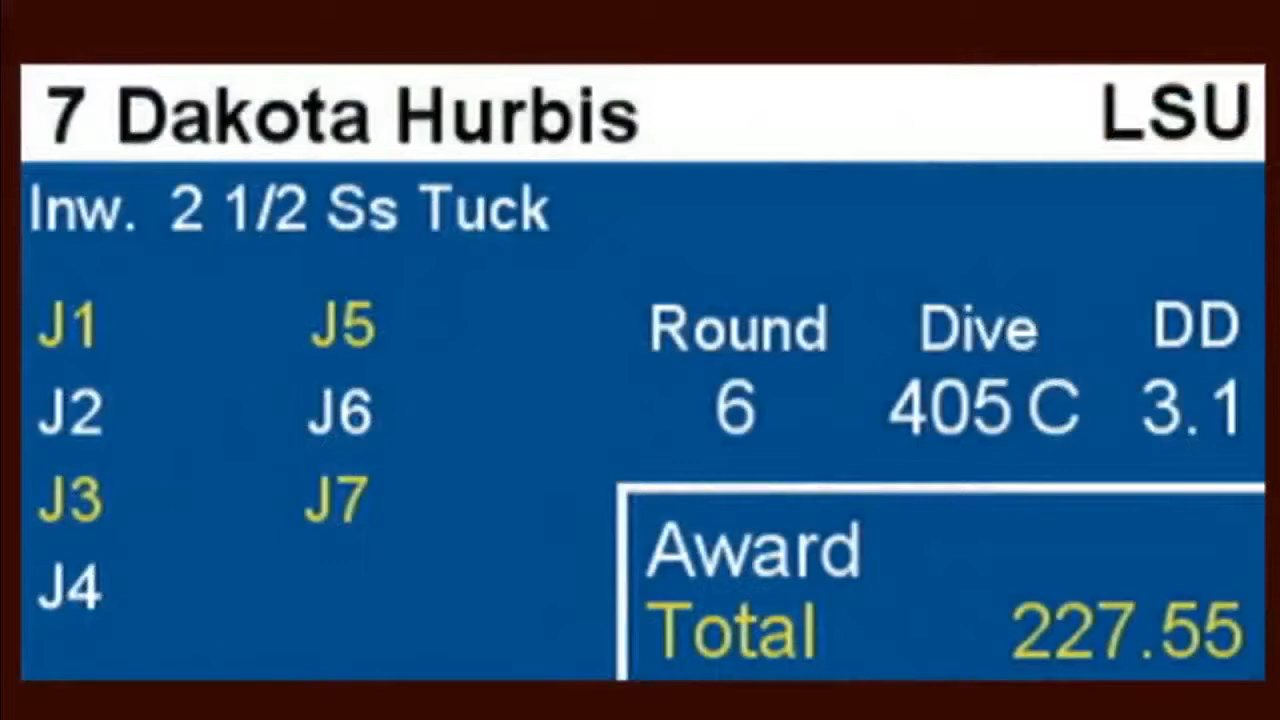 7 Dakota Hurbis LSU
Inw. 2 1/2 Ss Tuck
J1 J5 Round Dive DD
J2 J6 6 405 C 3.1
J3 J7
J4 Award
Total 227.55